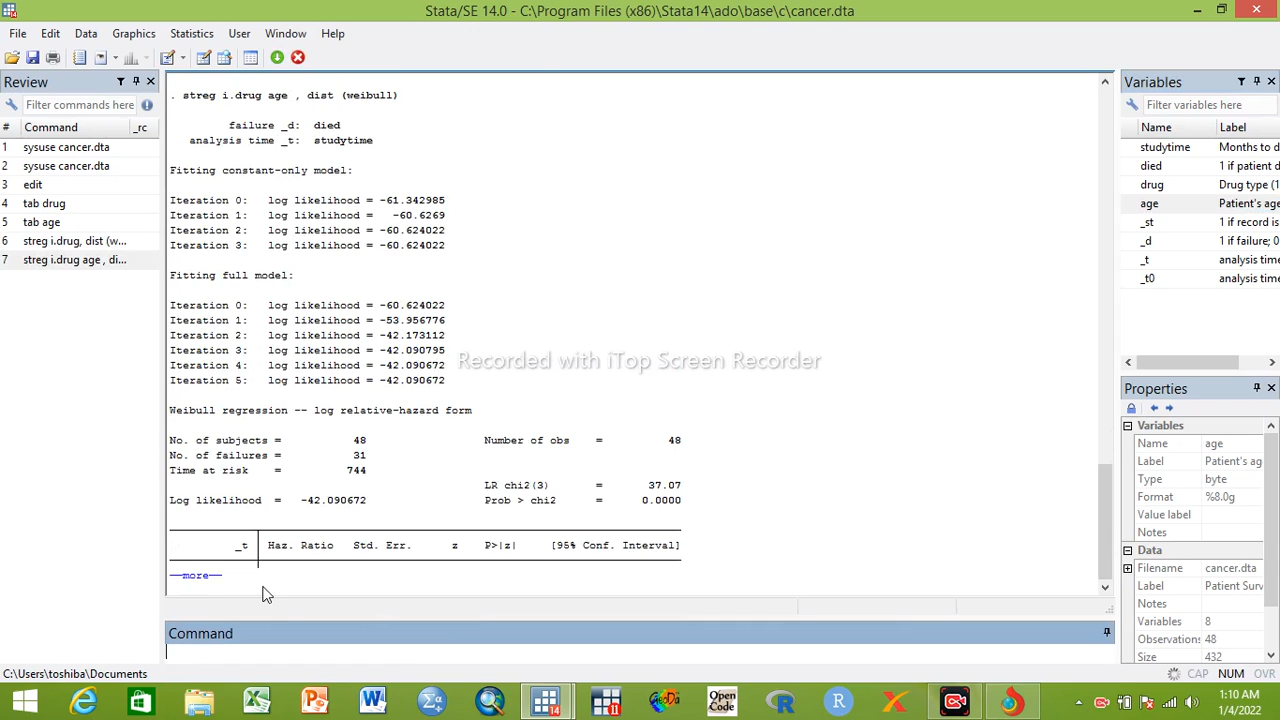 Stata/SE 14.0 - C:\Program Files (x86)\Stata14\ado\base\c\cancer.dta
File Edit Data Graphics Statistics User Window Help
Review
Filter commands here
# Command _rc
1 sysuse cancer.dta
2 sysuse cancer.dta
3 edit
4 tab drug
5 tab age
6 streg i.drug, dist (w...
7 streg i.drug age , di...
. streg i.drug age , dist (weibull)
failure _d: died
analysis time _t: studytime
Fitting constant-only model:
Iteration 0: log likelihood = -61.342985
Iteration 1: log likelihood = -60.6269
Iteration 2: log likelihood = -60.624022
Iteration 3: log likelihood = -60.624022
Fitting full model:
Iteration 0: log likelihood = -60.624022
Iteration 1: log likelihood = -53.956776
Iteration 2: log likelihood = -42.173112
Iteration 3: log likelihood = -42.090795
Iteration 4: log likelihood = -42.090672
Iteration 5: log likelihood = -42.090672
Recorded with iTop Screen Recorder
Weibull regression -- log relative-hazard form
No. of subjects = 48 Number of obs = 48
No. of failures = 31
Time at risk = 744
LR chi2(3) = 37.07
Log likelihood = -42.090672 Prob > chi2 = 0.0000
_t Haz. Ratio Std. Err. z P>|z| [95% Conf. Interval]
—more—
Command
Variables
Filter variables here
Name Label
studytime Months to d
died 1 if patient d
drug Drug type (1
age Patient's age
_st 1 if record is
_d 1 if failure; 0
_t analysis time
_t0 analysis time
Properties
Variables
Name age
Label Patient's ag
Type byte
Format %8.0g
Value label
Notes
Data
Filename cancer.dta
Label Patient Surv
Notes
Variables 8
Observations 48
Size 432
C:\Users\toshiba\Documents
CAP NUM OVR
14
11
Open
Code
R
R
1:10 AM
1/4/2022